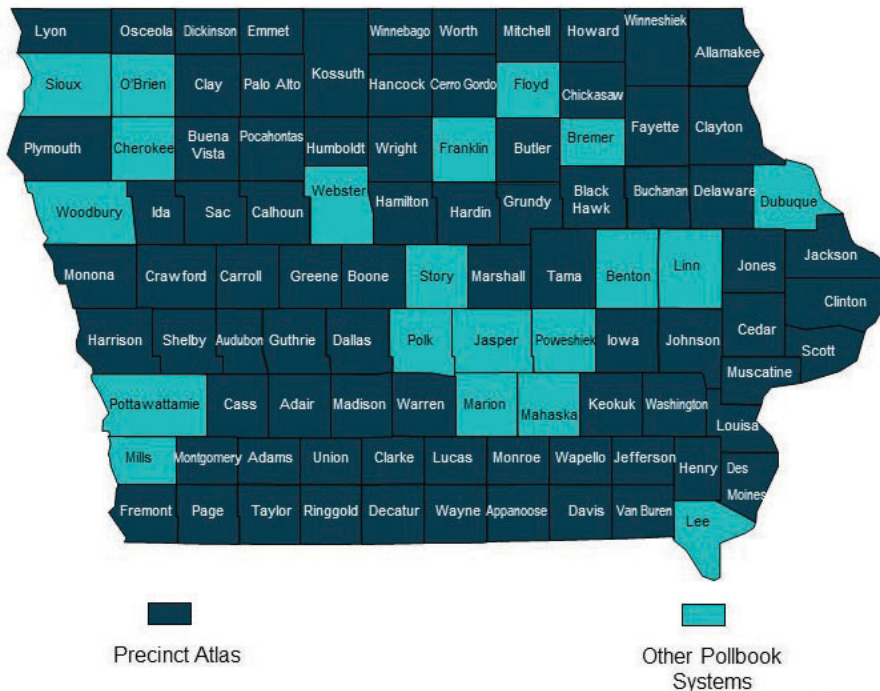 Lyon Osceola Dickinson Emmet Winnebago Worth Mitchell Howard Winneshiek
Allamakee
Sioux O'Brien Clay Palo Alto Kossuth Hancock Cerro Gordo Floyd
Chickasaw
Plymouth Cherokee Buena
Vista Pocahontas Humboldt Wright Franklin Butler Bremer Fayette Clayton
Woodbury Ida Sac Calhoun Webster Hamilton Hardin Grundy Black
Hawk Buchanan Delaware Dubuque
Monona Crawford Carroll Greene Boone Story Marshall Tama Benton Linn Jones Jackson
Clinton
Harrison Shelby Audubon Guthrie Dallas Polk Jasper Poweshiek Iowa Johnson Cedar
Scott
Muscatine
Pottawattamie Cass Adair Madison Warren Marion Mahaska Keokuk Washington
Louisa
Mills Montgomery Adams Union Clarke Lucas Monroe Wapello Jefferson Henry Des
Moines
Fremont Page Taylor Ringgold Decatur Wayne Appanoose Davis Van Buren Lee
Precinct Atlas
Other Pollbook
Systems